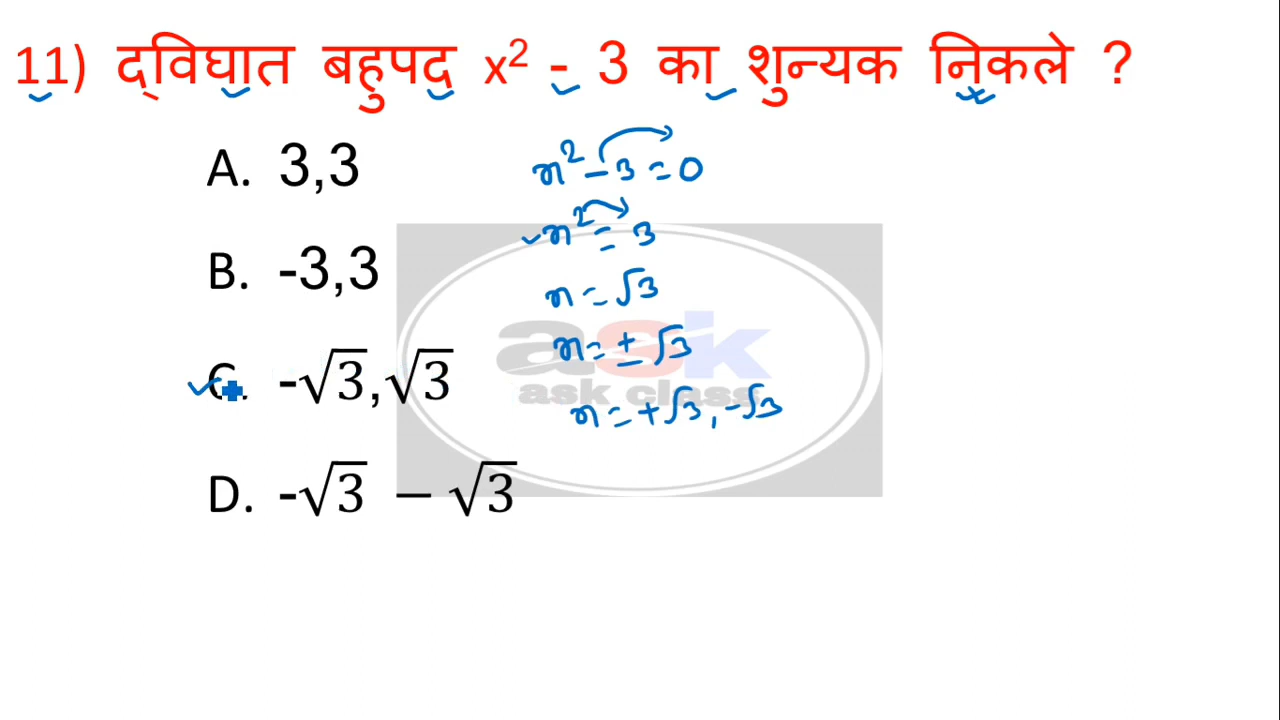 11) द्विघात बहुपद x² - 3 का शुन्यक निकले ?
A. 3,3
x² - 3 = 0
B. -3,3
x² = 3
x = √3
ask
x = ± √3
C. -√3,√3
ask class
x = +√3, -√3
D. -√3 − √3